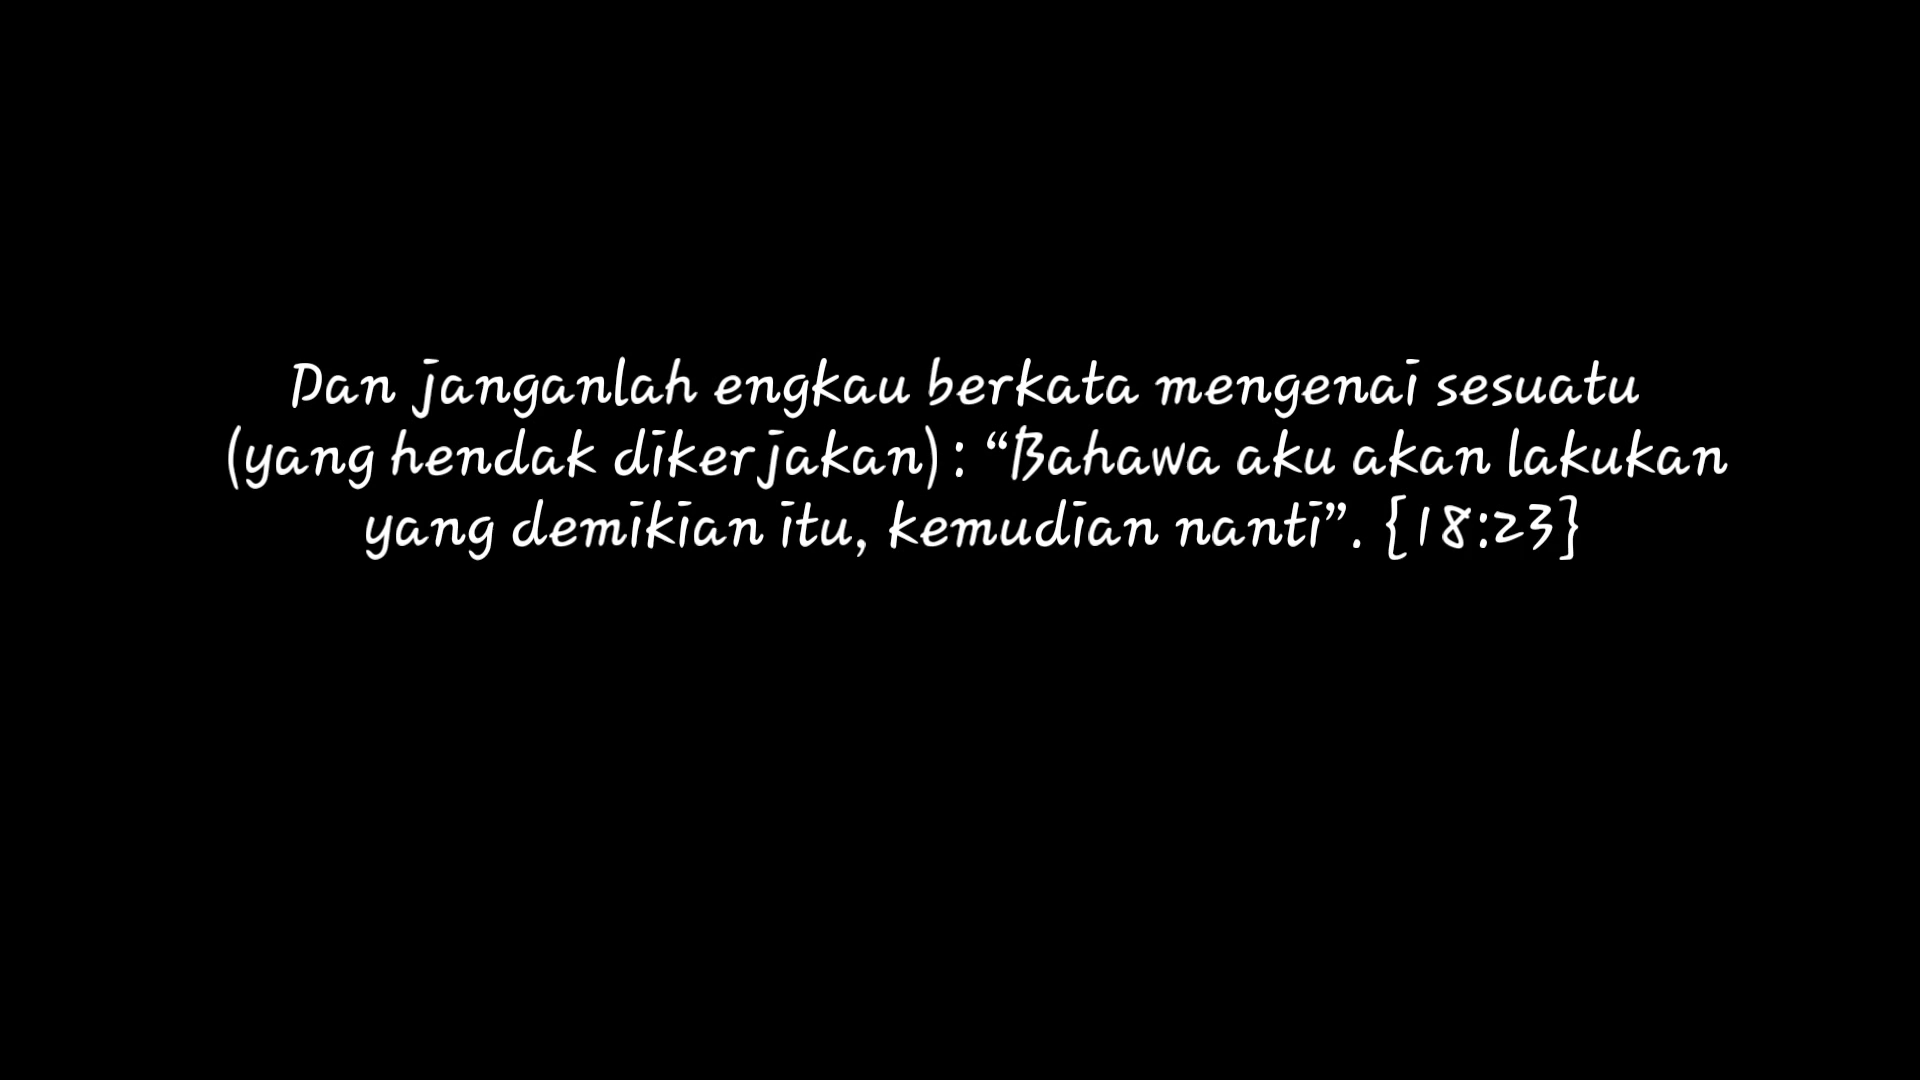 Dan janganlah engkau berkata mengenai sesuatu
(yang hendak dikerjakan) : “Bahawa aku akan lakukan
yang demikian itu, kemudian nanti”. {18:23}